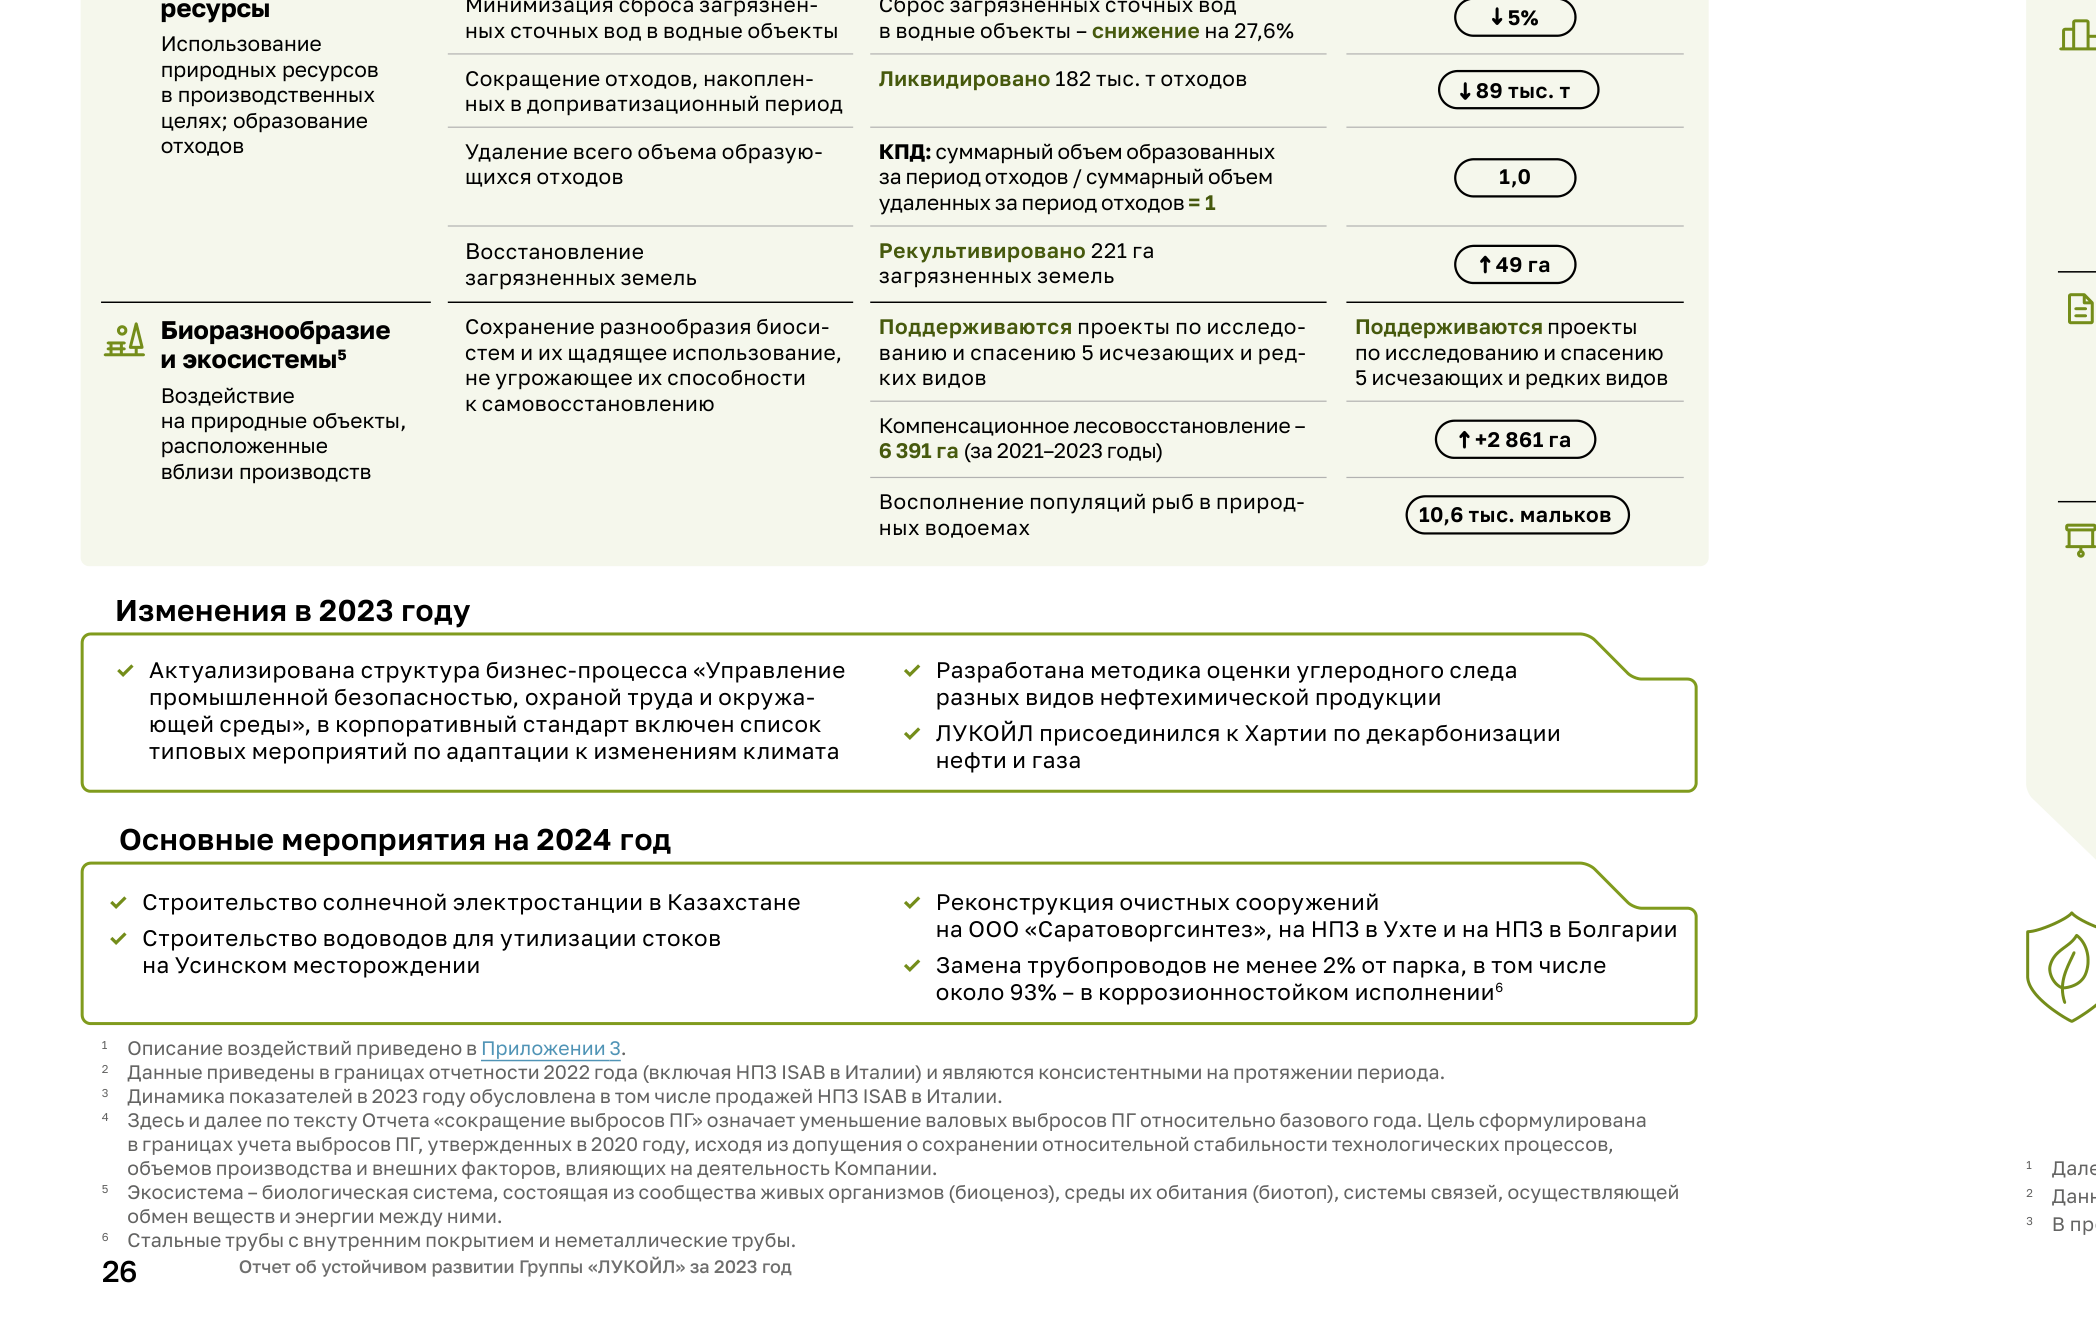 ресурсы
Использование
природных ресурсов
в производственных
целях; образование
отходов
Минимизация сброса загрязнен-
ных сточных вод в водные объекты
Сброс загрязненных сточных вод
в водные объекты – снижение на 27,6%
↓ 5%
Сокращение отходов, накоплен-
ных в доприватизационный период
Ликвидировано 182 тыс. т отходов
↓ 89 тыс. т
Удаление всего объема образую-
щихся отходов
КПД: суммарный объем образованных
за период отходов / суммарный объем
удаленных за период отходов = 1
1,0
Восстановление
загрязненных земель
Рекультивировано 221 га
загрязненных земель
↑ 49 га
Биоразнообразие
и экосистемы⁵
Воздействие
на природные объекты,
расположенные
вблизи производств
Сохранение разнообразия биоси-
стем и их щадящее использование,
не угрожающее их способности
к самовосстановлению
Поддерживаются проекты по исследо-
ванию и спасению 5 исчезающих и ред-
ких видов
Поддерживаются проекты
по исследованию и спасению
5 исчезающих и редких видов
Компенсационное лесовосстановление –
6 391 га (за 2021–2023 годы)
↑ +2 861 га
Восполнение популяций рыб в природ-
ных водоемах
10,6 тыс. мальков
Изменения в 2023 году
Актуализирована структура бизнес-процесса «Управление
промышленной безопасностью, охраной труда и окружа-
ющей среды», в корпоративный стандарт включен список
типовых мероприятий по адаптации к изменениям климата
Разработана методика оценки углеродного следа
разных видов нефтехимической продукции
ЛУКОЙЛ присоединился к Хартии по декарбонизации
нефти и газа
Основные мероприятия на 2024 год
Строительство солнечной электростанции в Казахстане
Строительство водоводов для утилизации стоков
на Усинском месторождении
Реконструкция очистных сооружений
на ООО «Саратоворгсинтез», на НПЗ в Ухте и на НПЗ в Болгарии
Замена трубопроводов не менее 2% от парка, в том числе
около 93% – в коррозионностойком исполнении⁶
¹ Описание воздействий приведено в Приложении 3.
² Данные приведены в границах отчетности 2022 года (включая НПЗ ISAB в Италии) и являются консистентными на протяжении периода.
³ Динамика показателей в 2023 году обусловлена в том числе продажей НПЗ ISAB в Италии.
⁴ Здесь и далее по тексту Отчета «сокращение выбросов ПГ» означает уменьшение валовых выбросов ПГ относительно базового года. Цель сформулирована
в границах учета выбросов ПГ, утвержденных в 2020 году, исходя из допущения о сохранении относительной стабильности технологических процессов,
объемов производства и внешних факторов, влияющих на деятельность Компании.
⁵ Экосистема – биологическая система, состоящая из сообщества живых организмов (биоценоз), среды их обитания (биотоп), системы связей, осуществляющей
обмен веществ и энергии между ними.
⁶ Стальные трубы с внутренним покрытием и неметаллические трубы.
26
Отчет об устойчивом развитии Группы «ЛУКОЙЛ» за 2023 год
¹
²
³ В